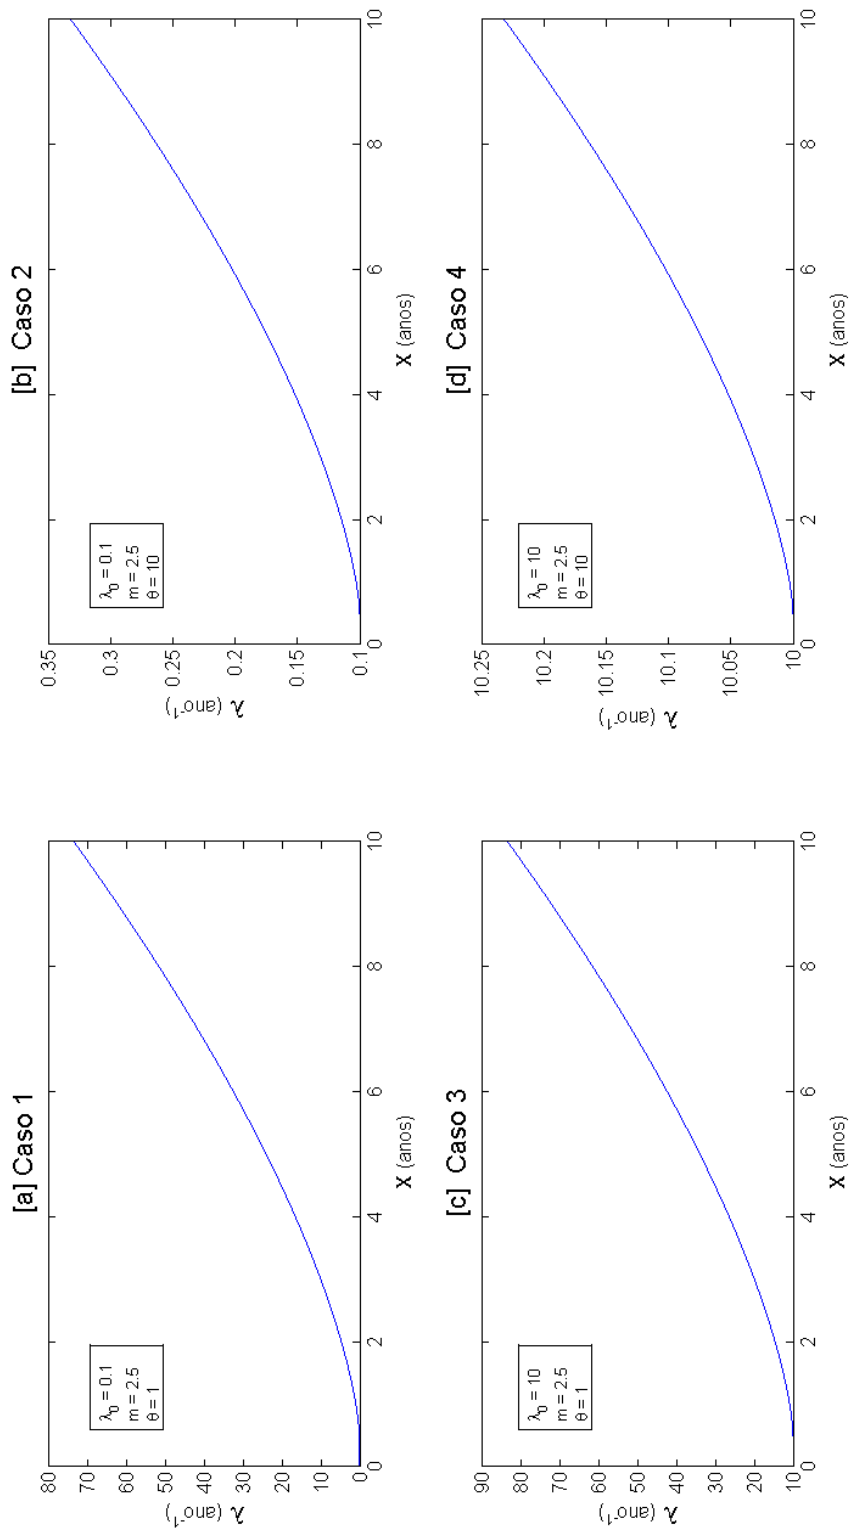 [a] Caso 1
λ0 = 0.1
m = 2.5
θ = 1
80
70
60
50
40
30
20
10
0
λ (ano-1)
0 2 4 6 8 10
X (anos)
[b] Caso 2
λ0 = 0.1
m = 2.5
θ = 10
0.35
0.3
0.25
0.2
0.15
0.1
λ (ano-1)
0 2 4 6 8 10
X (anos)
[c] Caso 3
λ0 = 10
m = 2.5
θ = 1
90
80
70
60
50
40
30
20
10
λ (ano-1)
0 2 4 6 8 10
X (anos)
[d] Caso 4
λ0 = 10
m = 2.5
θ = 10
10.25
10.2
10.15
10.1
10.05
10
λ (ano-1)
0 2 4 6 8 10
X (anos)